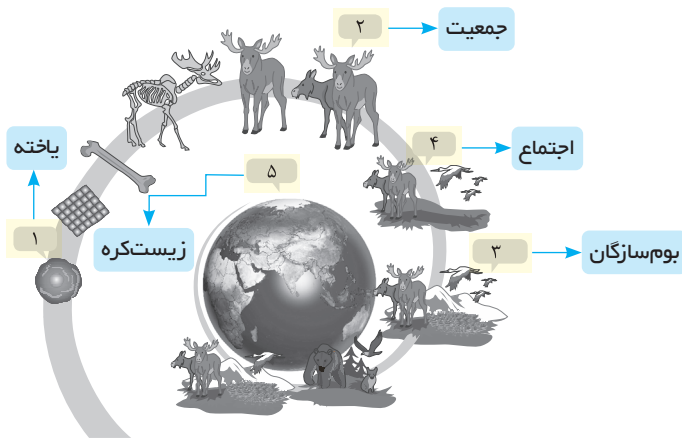 ۲ جمعیت
۴ اجتماع
یاخته
۵
۱
زیست‌کره
۳ بوم‌سازگان